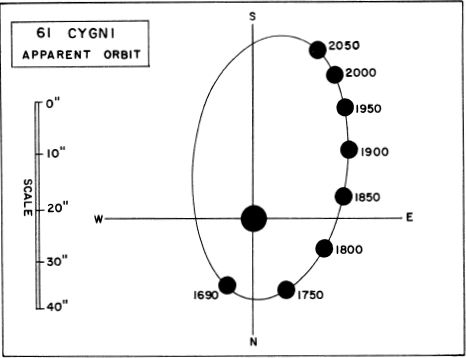 61 CYGNI
APPARENT ORBIT
S
2050
2000
1950
1900
1850
1800
1750
1690
W
E
N
SCALE
0"
10"
20"
30"
40"